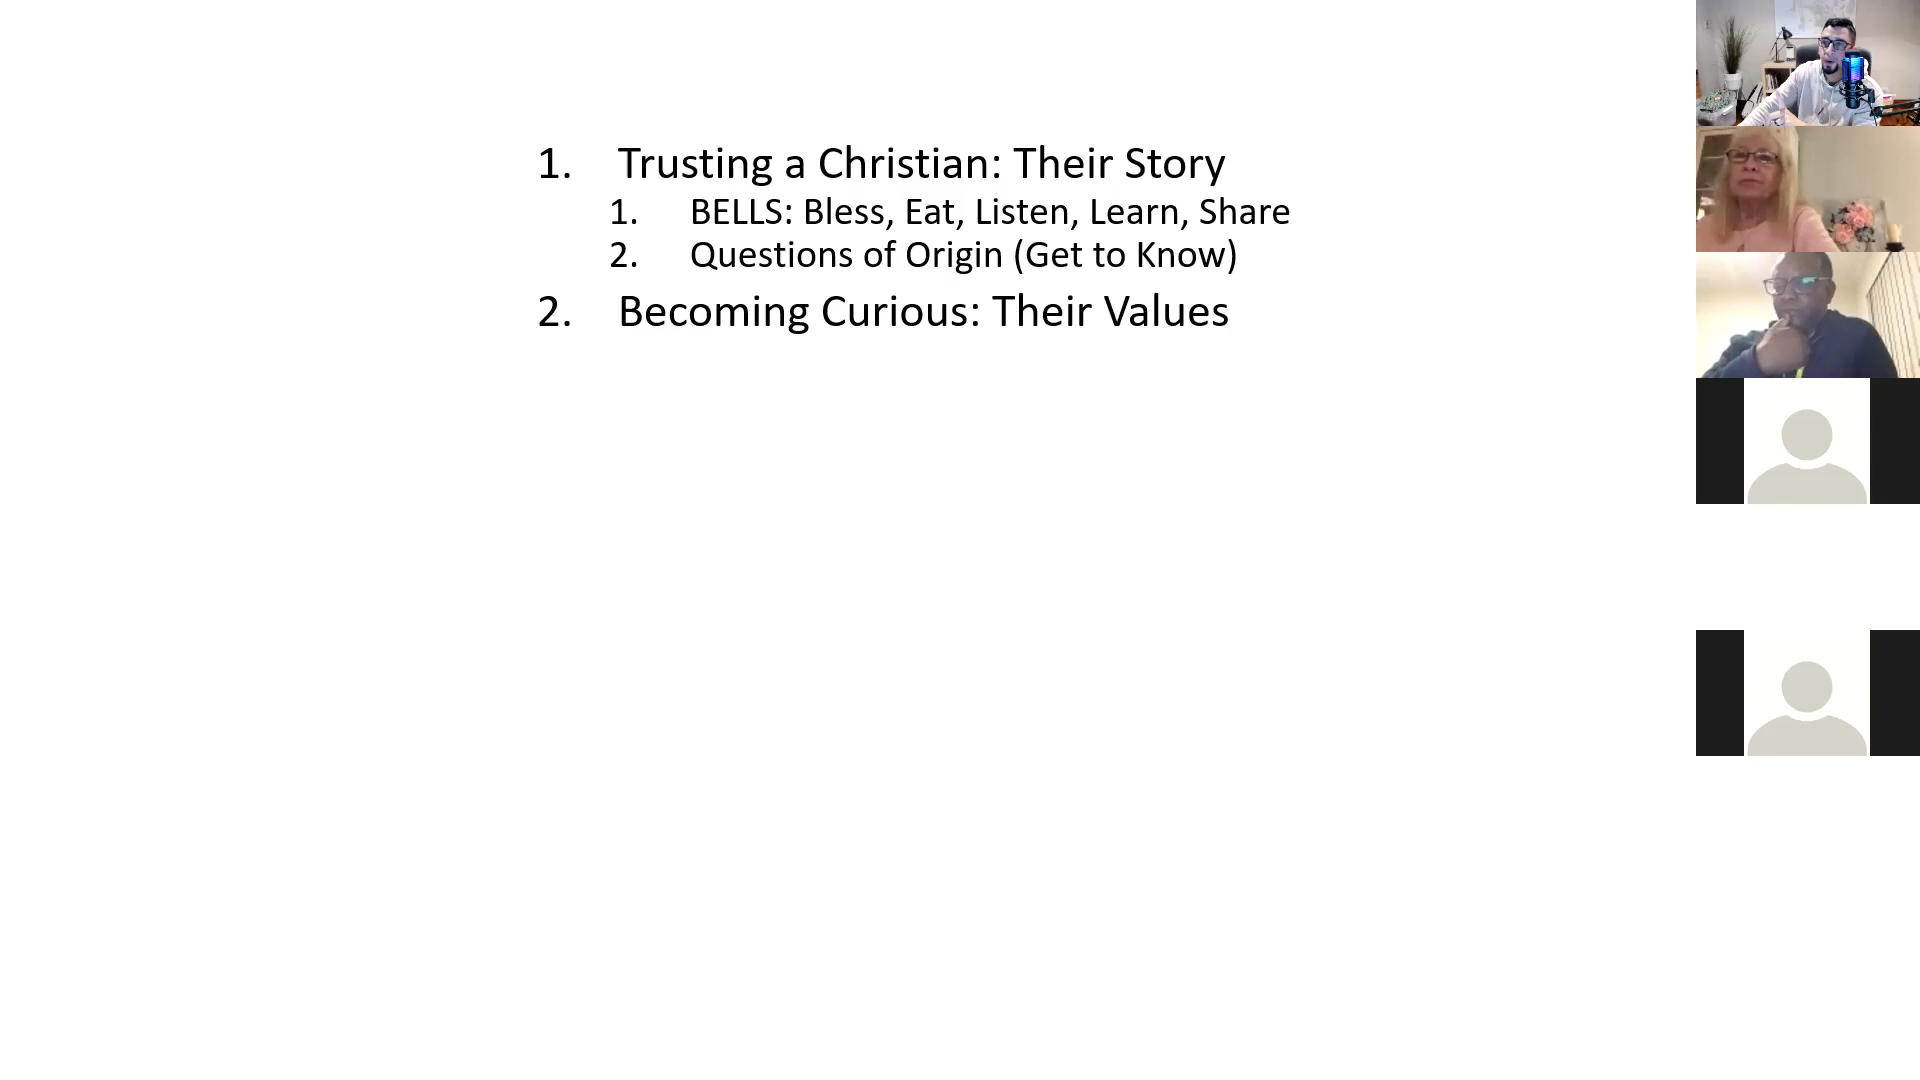 1. Trusting a Christian: Their Story
1. BELLS: Bless, Eat, Listen, Learn, Share
2. Questions of Origin (Get to Know)
2. Becoming Curious: Their Values